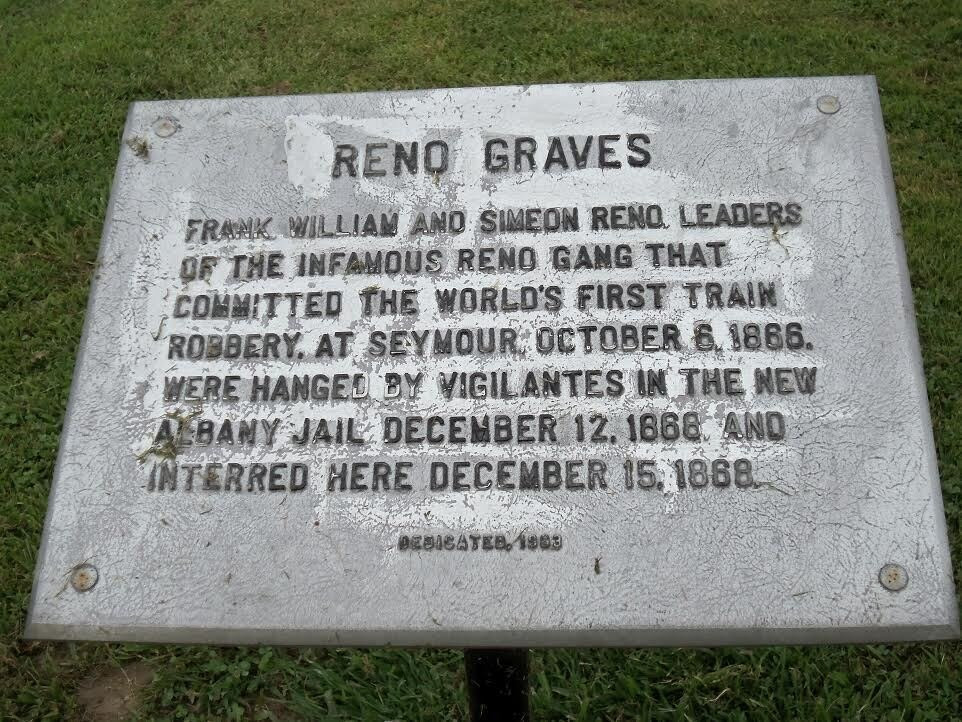 RENO GRAVES
FRANK, WILLIAM AND SIMEON RENO, LEADERS
OF THE INFAMOUS RENO GANG THAT
COMMITTED THE WORLD'S FIRST TRAIN
ROBBERY, AT SEYMOUR, OCTOBER 6, 1866,
WERE HANGED BY VIGILANTES IN THE NEW
ALBANY JAIL DECEMBER 12, 1868, AND
INTERRED HERE DECEMBER 15, 1868.
DEDICATED, 1983